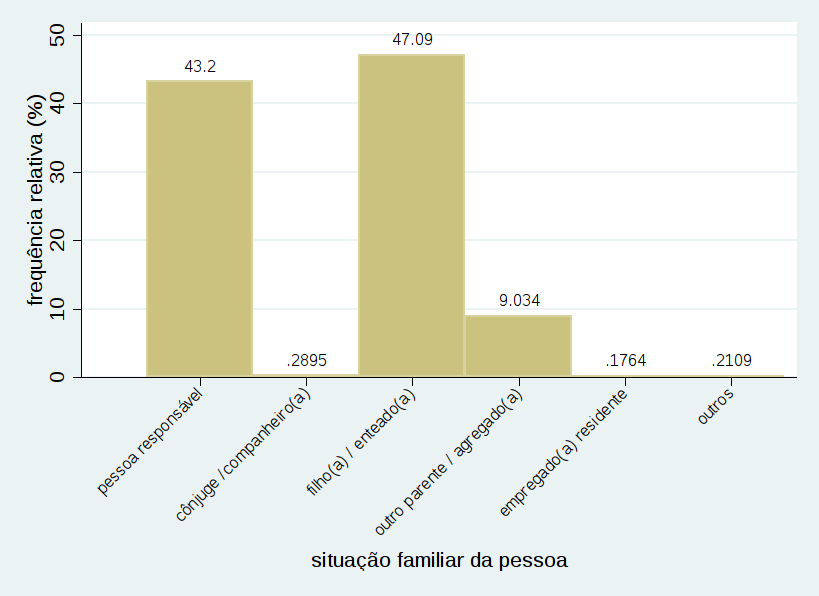 frequência relativa (%)
50
40
30
20
10
0
43.2
.2895
47.09
9.034
.1764
.2109
pessoa responsável
cônjuge /companheiro(a)
filho(a) / enteado(a)
outro parente / agregado(a)
empregado(a) residente
outros
situação familiar da pessoa